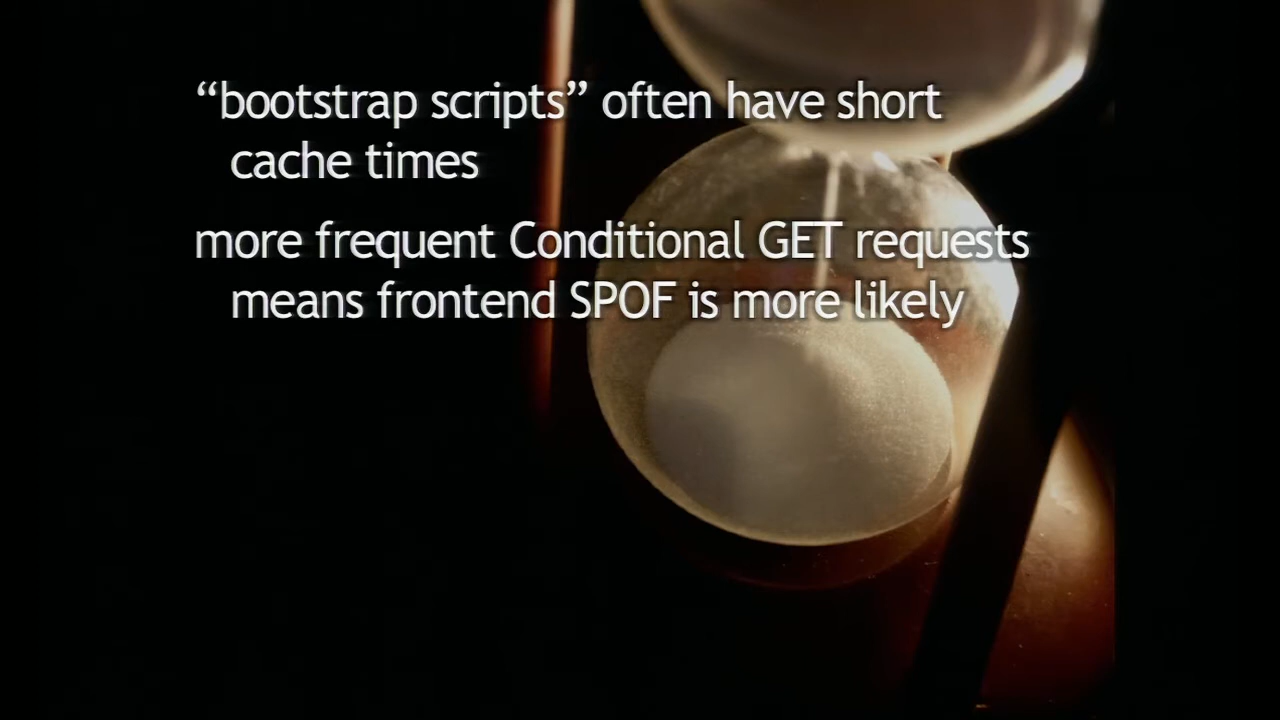 “bootstrap scripts” often have short
cache times
more frequent Conditional GET requests
means frontend SPOF is more likely